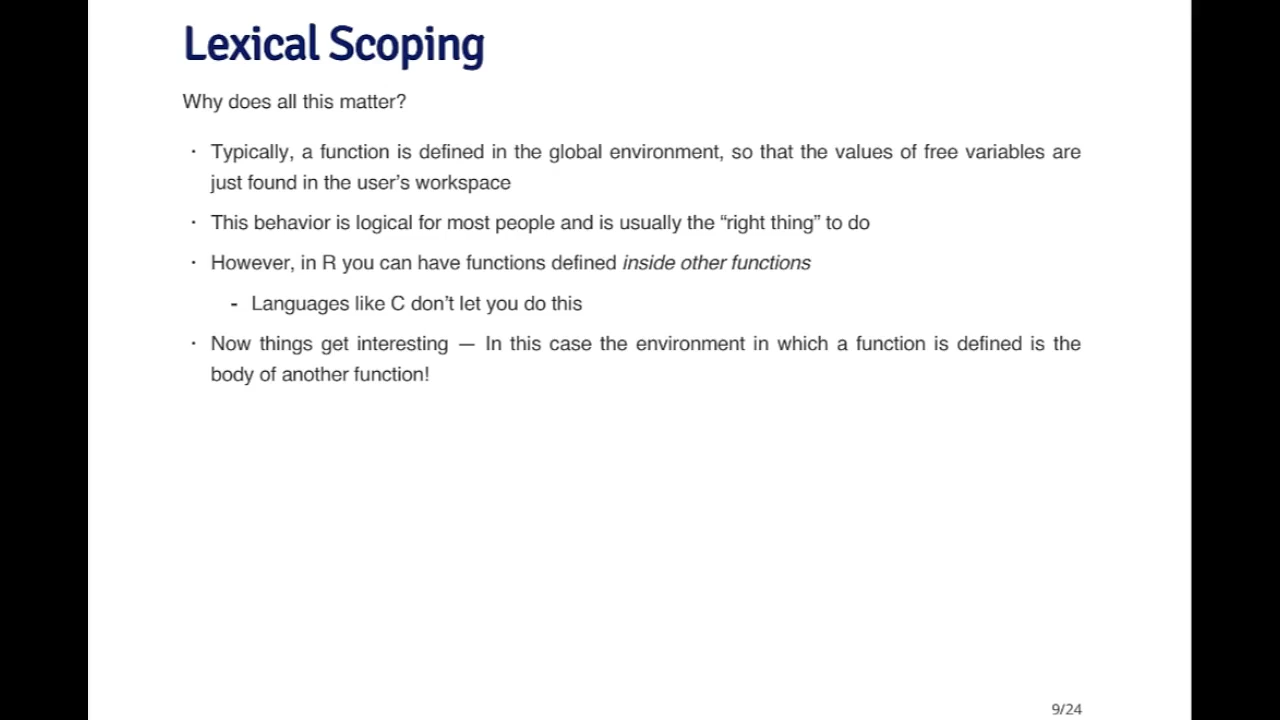 Lexical Scoping
Why does all this matter?
· Typically, a function is defined in the global environment, so that the values of free variables are
just found in the user’s workspace
· This behavior is logical for most people and is usually the “right thing” to do
· However, in R you can have functions defined inside other functions
- Languages like C don’t let you do this
· Now things get interesting — In this case the environment in which a function is defined is the
body of another function!
9/24